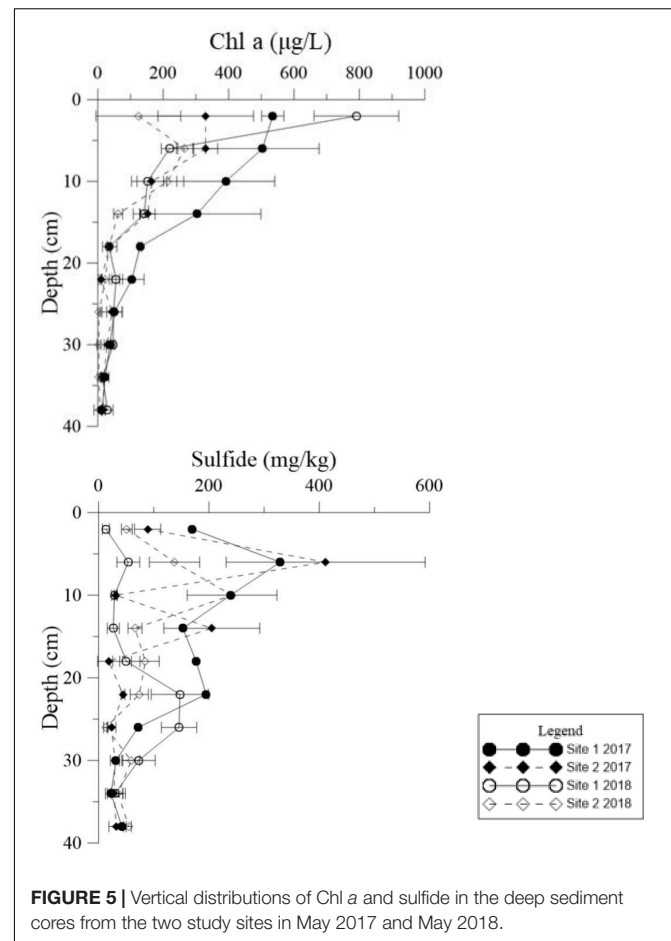 Chl a (μg/L)
0 200 400 600 800 1000
0
10
20
30
40
Depth (cm)
Sulfide (mg/kg)
0 200 400 600
0
10
20
30
40
Depth (cm)
Legend
Site 1 2017
Site 2 2017
Site 1 2018
Site 2 2018
FIGURE 5 | Vertical distributions of Chl a and sulfide in the deep sediment
cores from the two study sites in May 2017 and May 2018.